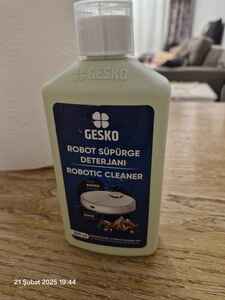 GESKO
GESKO
ROBOT SÜPÜRGE
DETERJANI
ROBOTIC CLEANER
21 Şubat 2025 19:44